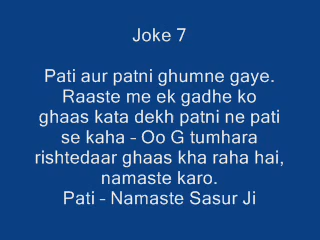 Joke 7
Pati aur patni ghumne gaye.
Raaste me ek gadhe ko
ghaas kata dekh patni ne pati
se kaha - Oo G tumhara
rishtedaar ghaas kha raha hai,
namaste karo.
Pati - Namaste Sasur Ji